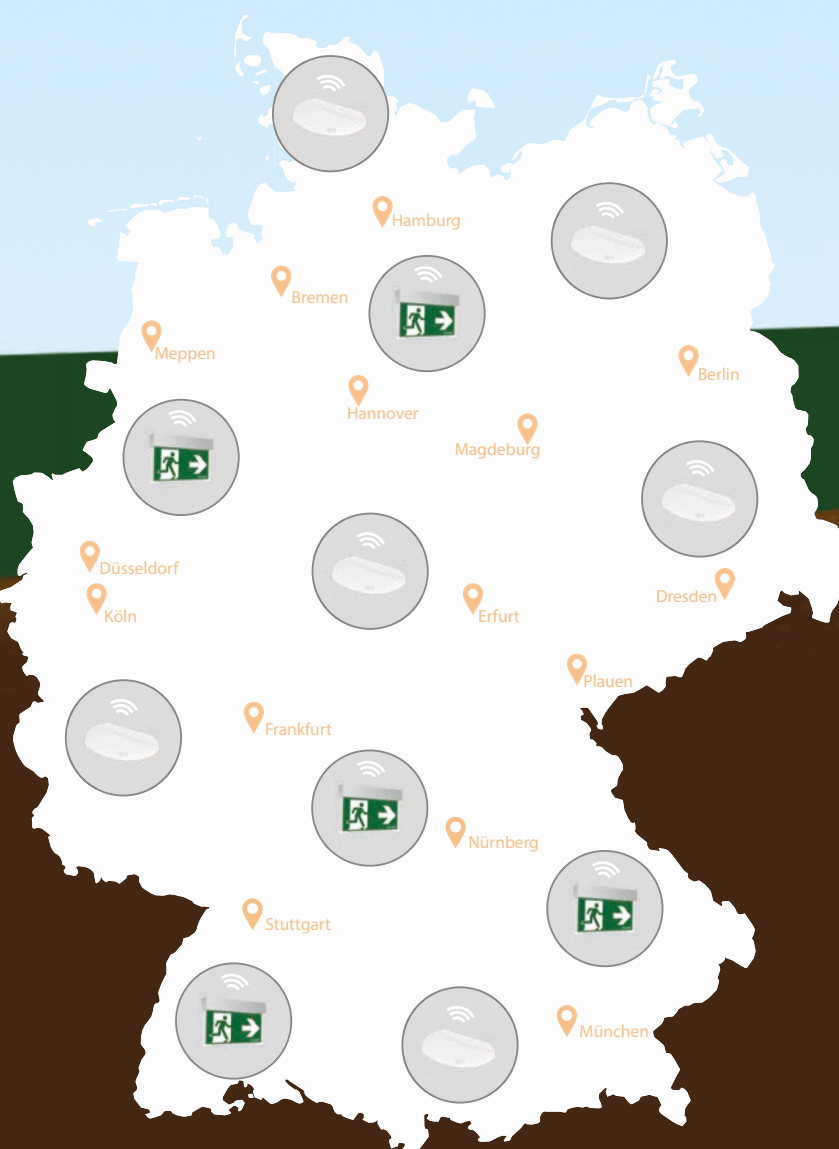 Hamburg
Bremen
Meppen
Berlin
Hannover
Magdeburg
Düsseldorf
Dresden
Köln
Erfurt
Plauen
Frankfurt
Nürnberg
Stuttgart
München